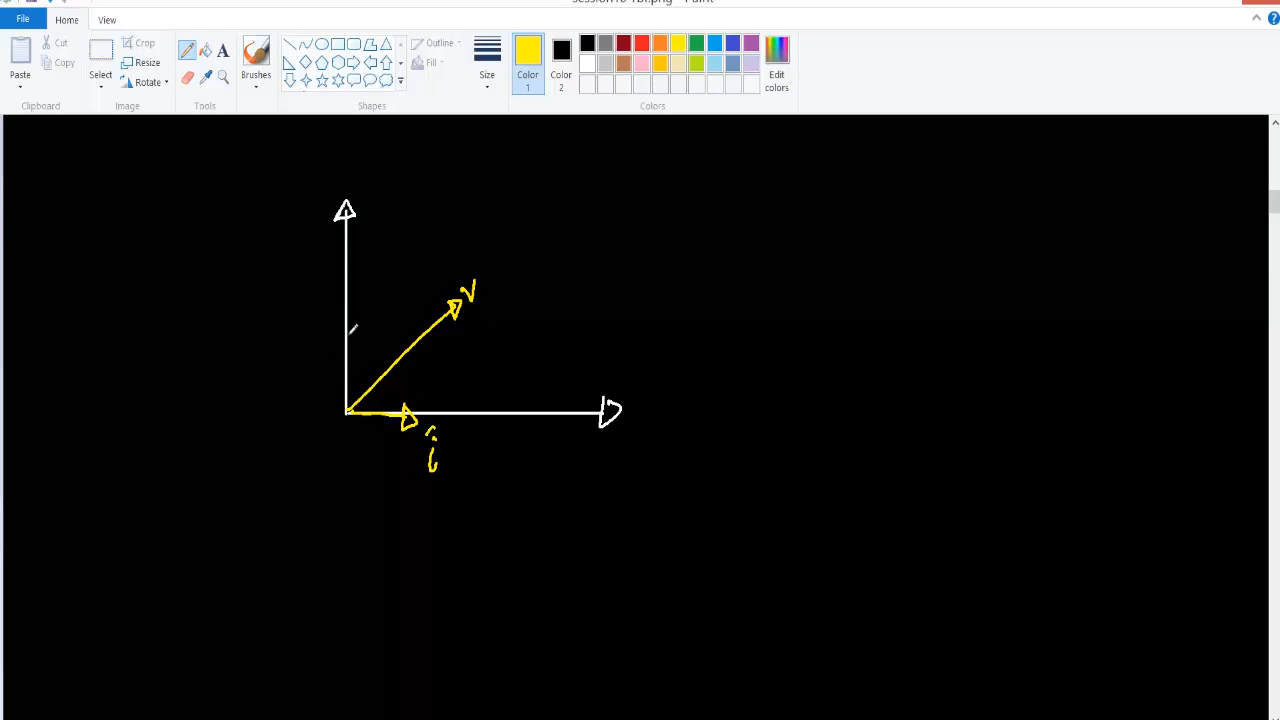 File Home View
Paste
Cut
Copy
Select
Crop
Resize
Rotate
A
Brushes
Outline
Fill
Size
Color
1
Color
2
Edit
colors
Clipboard Image Tools Shapes Colors
v
i